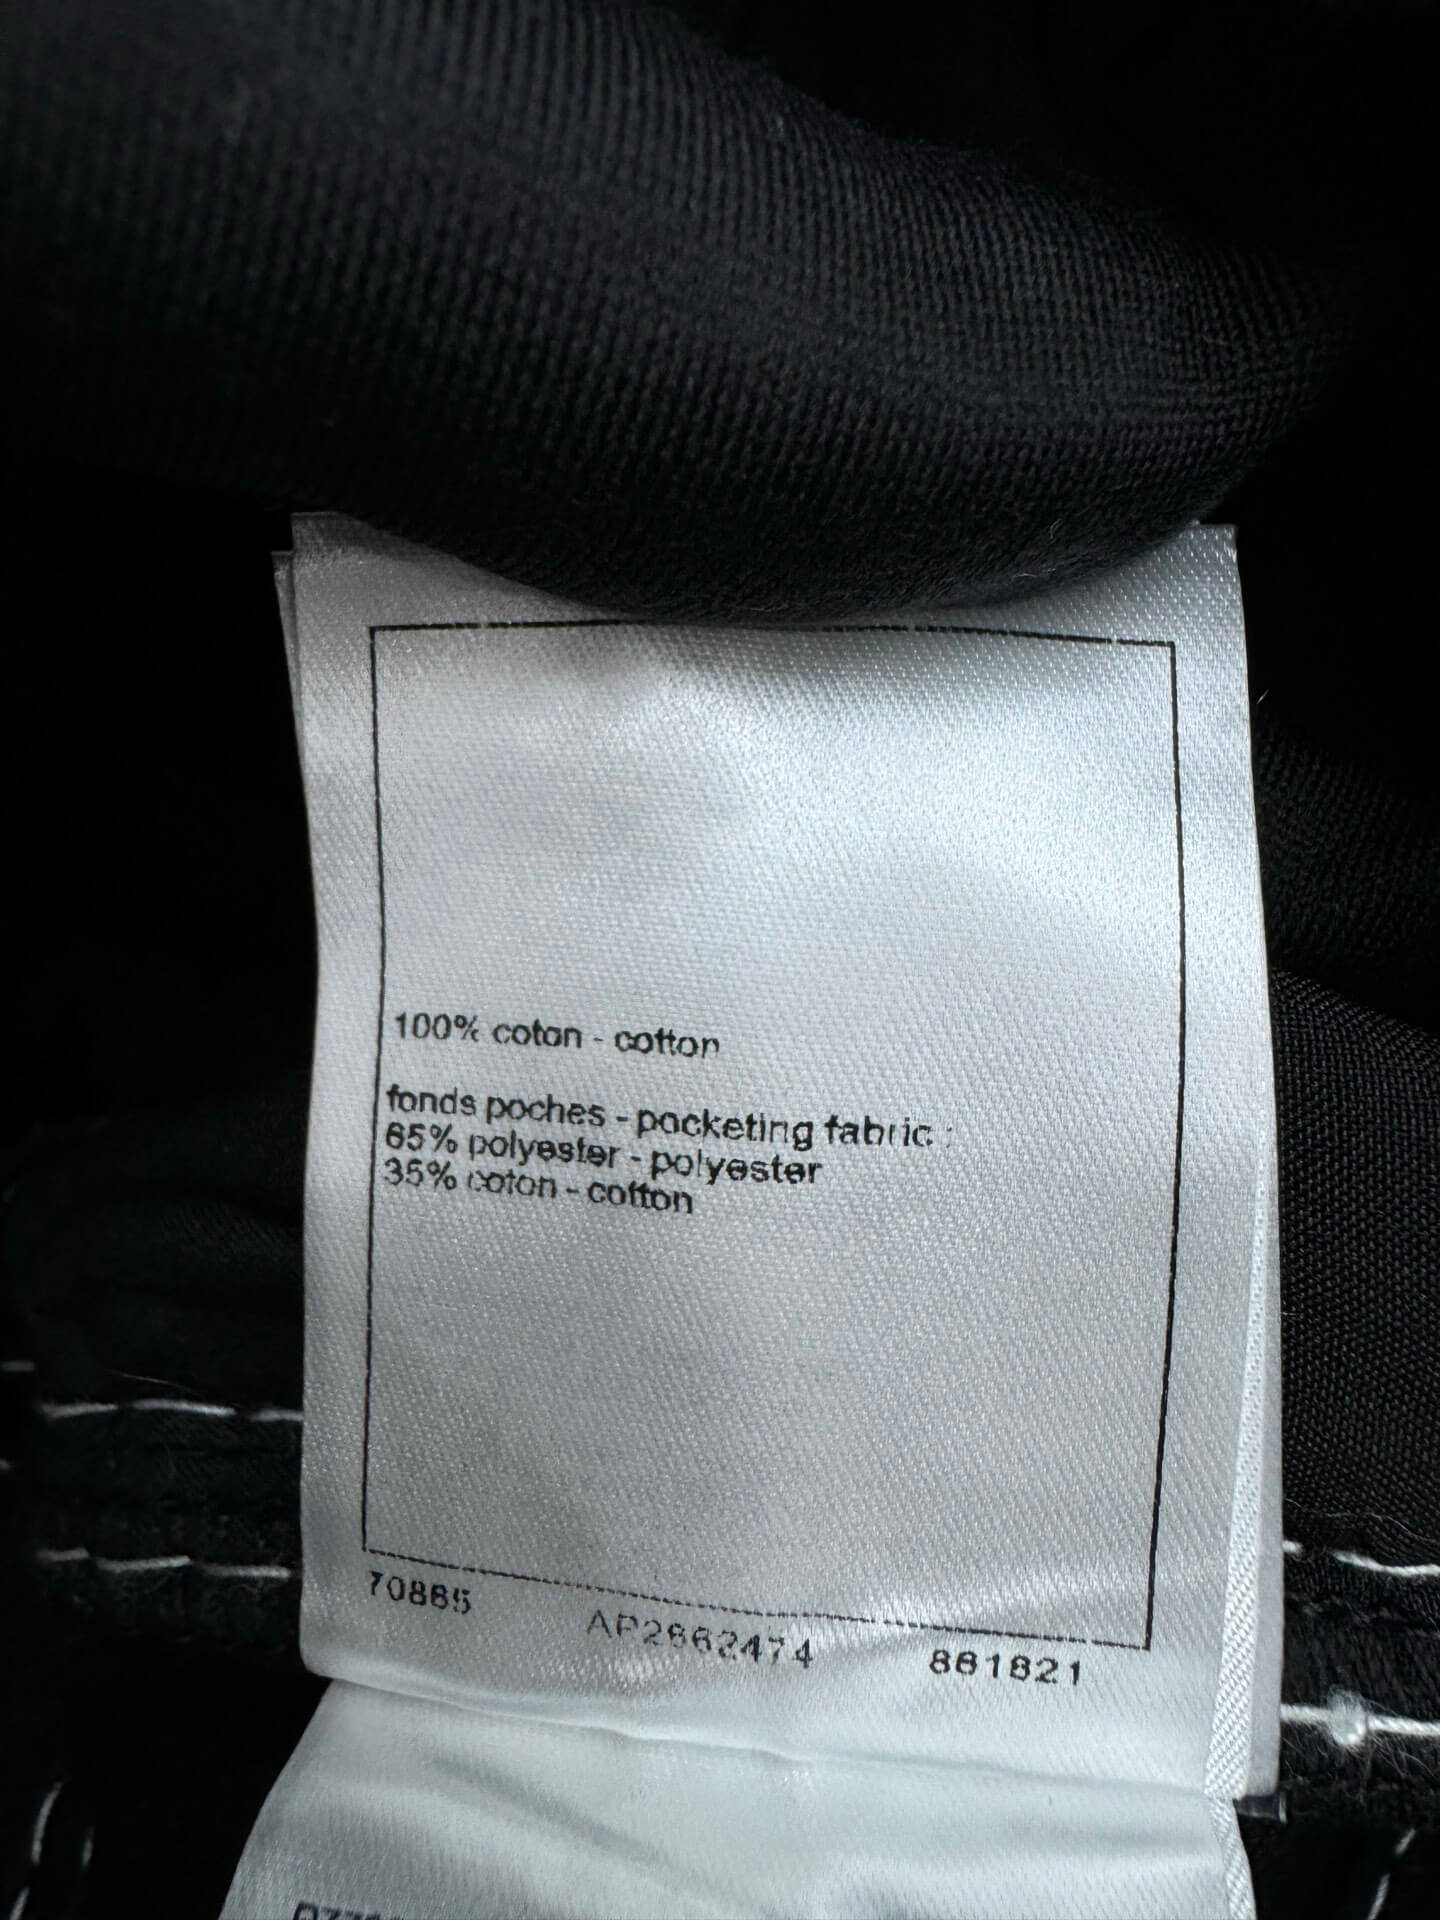 100% coton - cotton
fonds poches - pocketing fabric :
65% polyester - polyester
35% coton - cotton
70865 AP2662474 861821